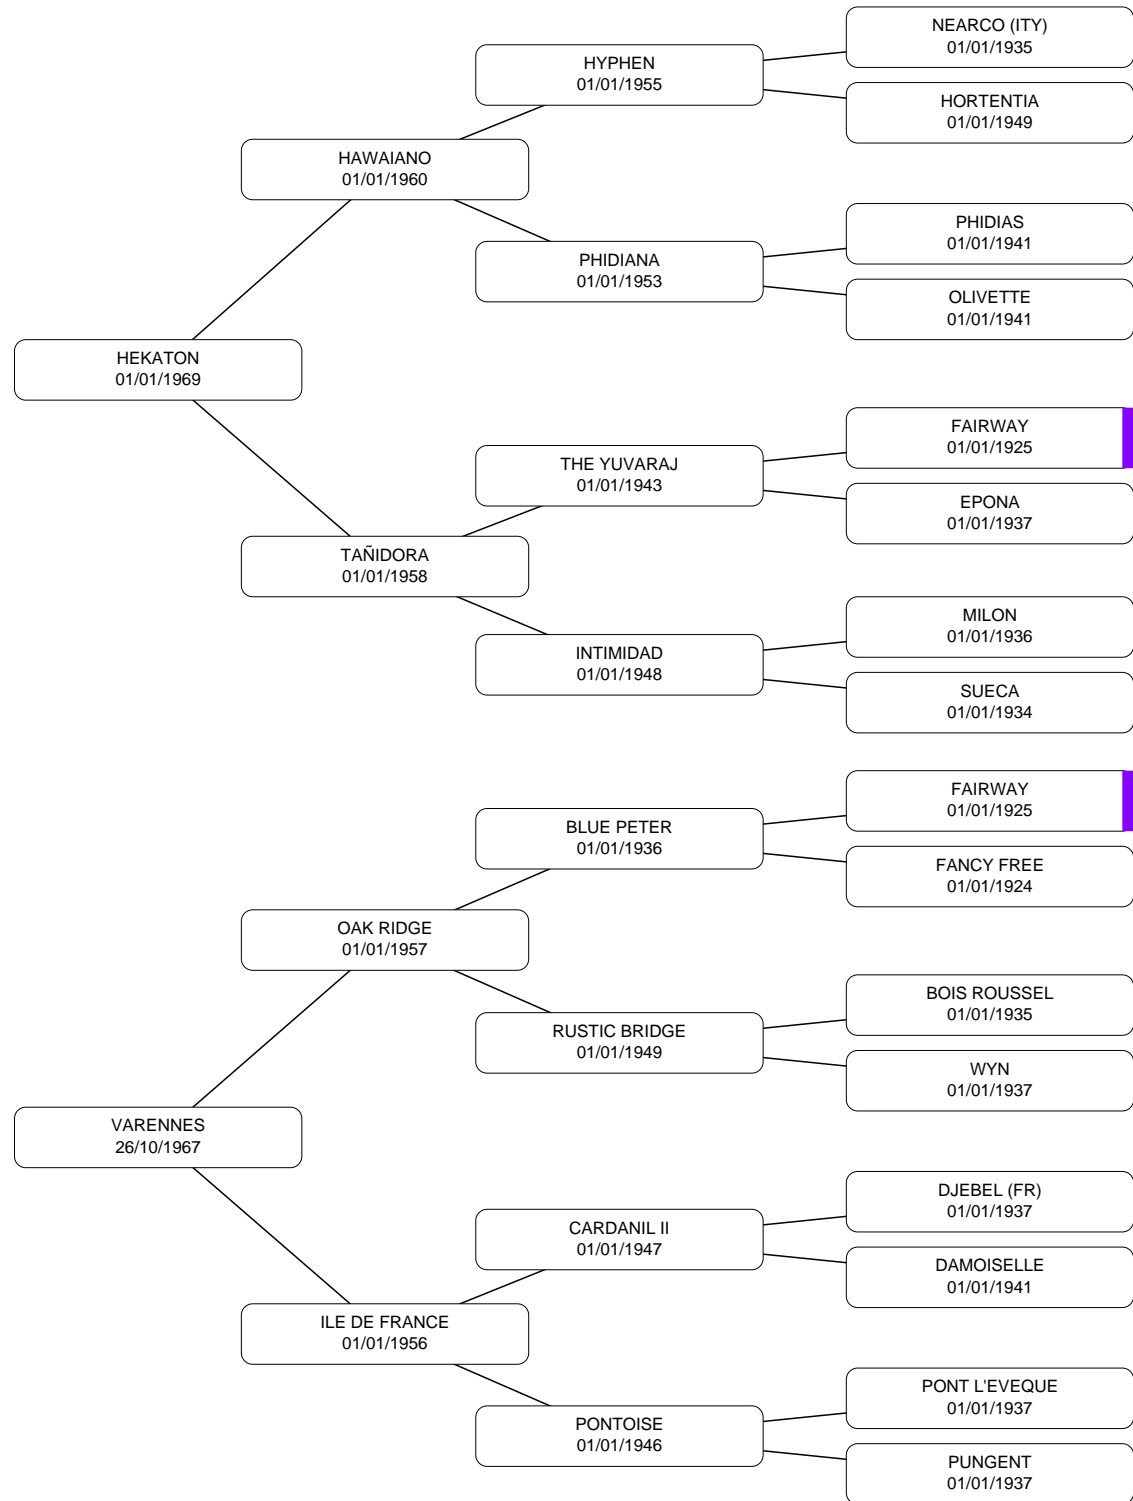 NEARCO (ITY)
01/01/1935
HYPHEN
01/01/1955
HORTENTIA
01/01/1949
HAWAIANO
01/01/1960
PHIDIAS
01/01/1941
PHIDIANA
01/01/1953
OLIVETTE
01/01/1941
HEKATON
01/01/1969
FAIRWAY
01/01/1925
THE YUVARAJ
01/01/1943
EPONA
01/01/1937
TAÑIDORA
01/01/1958
MILON
01/01/1936
INTIMIDAD
01/01/1948
SUECA
01/01/1934
FAIRWAY
01/01/1925
BLUE PETER
01/01/1936
FANCY FREE
01/01/1924
OAK RIDGE
01/01/1957
BOIS ROUSSEL
01/01/1935
RUSTIC BRIDGE
01/01/1949
WYN
01/01/1937
VARENNES
26/10/1967
DJEBEL (FR)
01/01/1937
CARDANIL II
01/01/1947
DAMOISELLE
01/01/1941
ILE DE FRANCE
01/01/1956
PONT L'EVEQUE
01/01/1937
PONTOISE
01/01/1946
PUNGENT
01/01/1937